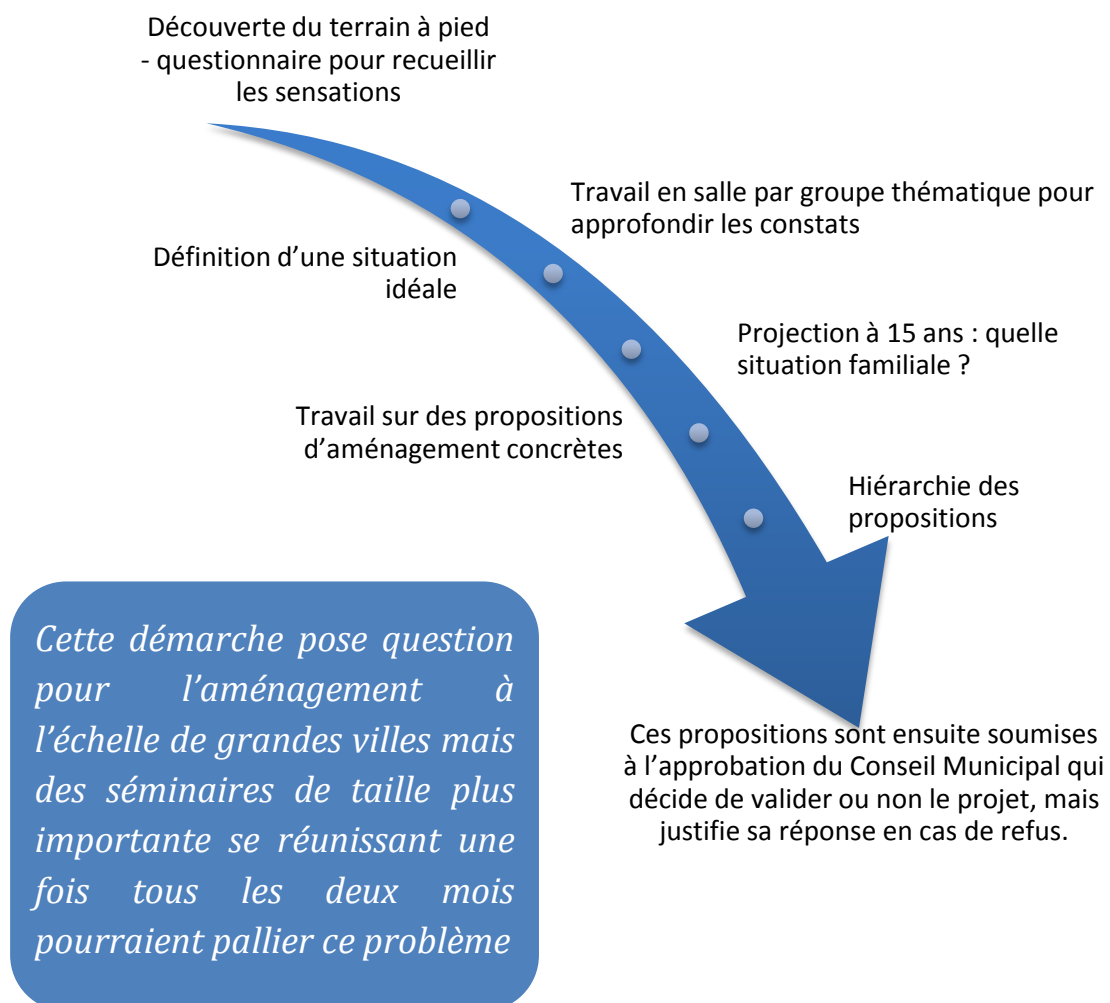 Découverte du terrain à pied
- questionnaire pour recueillir
les sensations
Travail en salle par groupe thématique pour
approfondir les constats
Définition d’une situation
idéale
Projection à 15 ans : quelle
situation familiale ?
Travail sur des propositions
d’aménagement concrètes
Hiérarchie des
propositions
Ces propositions sont ensuite soumises
à l’approbation du Conseil Municipal qui
décide de valider ou non le projet, mais
justifie sa réponse en cas de refus.
Cette démarche pose question
pour l’aménagement à
l’échelle de grandes villes mais
des séminaires de taille plus
importante se réunissant une
fois tous les deux mois
pourraient pallier ce problème